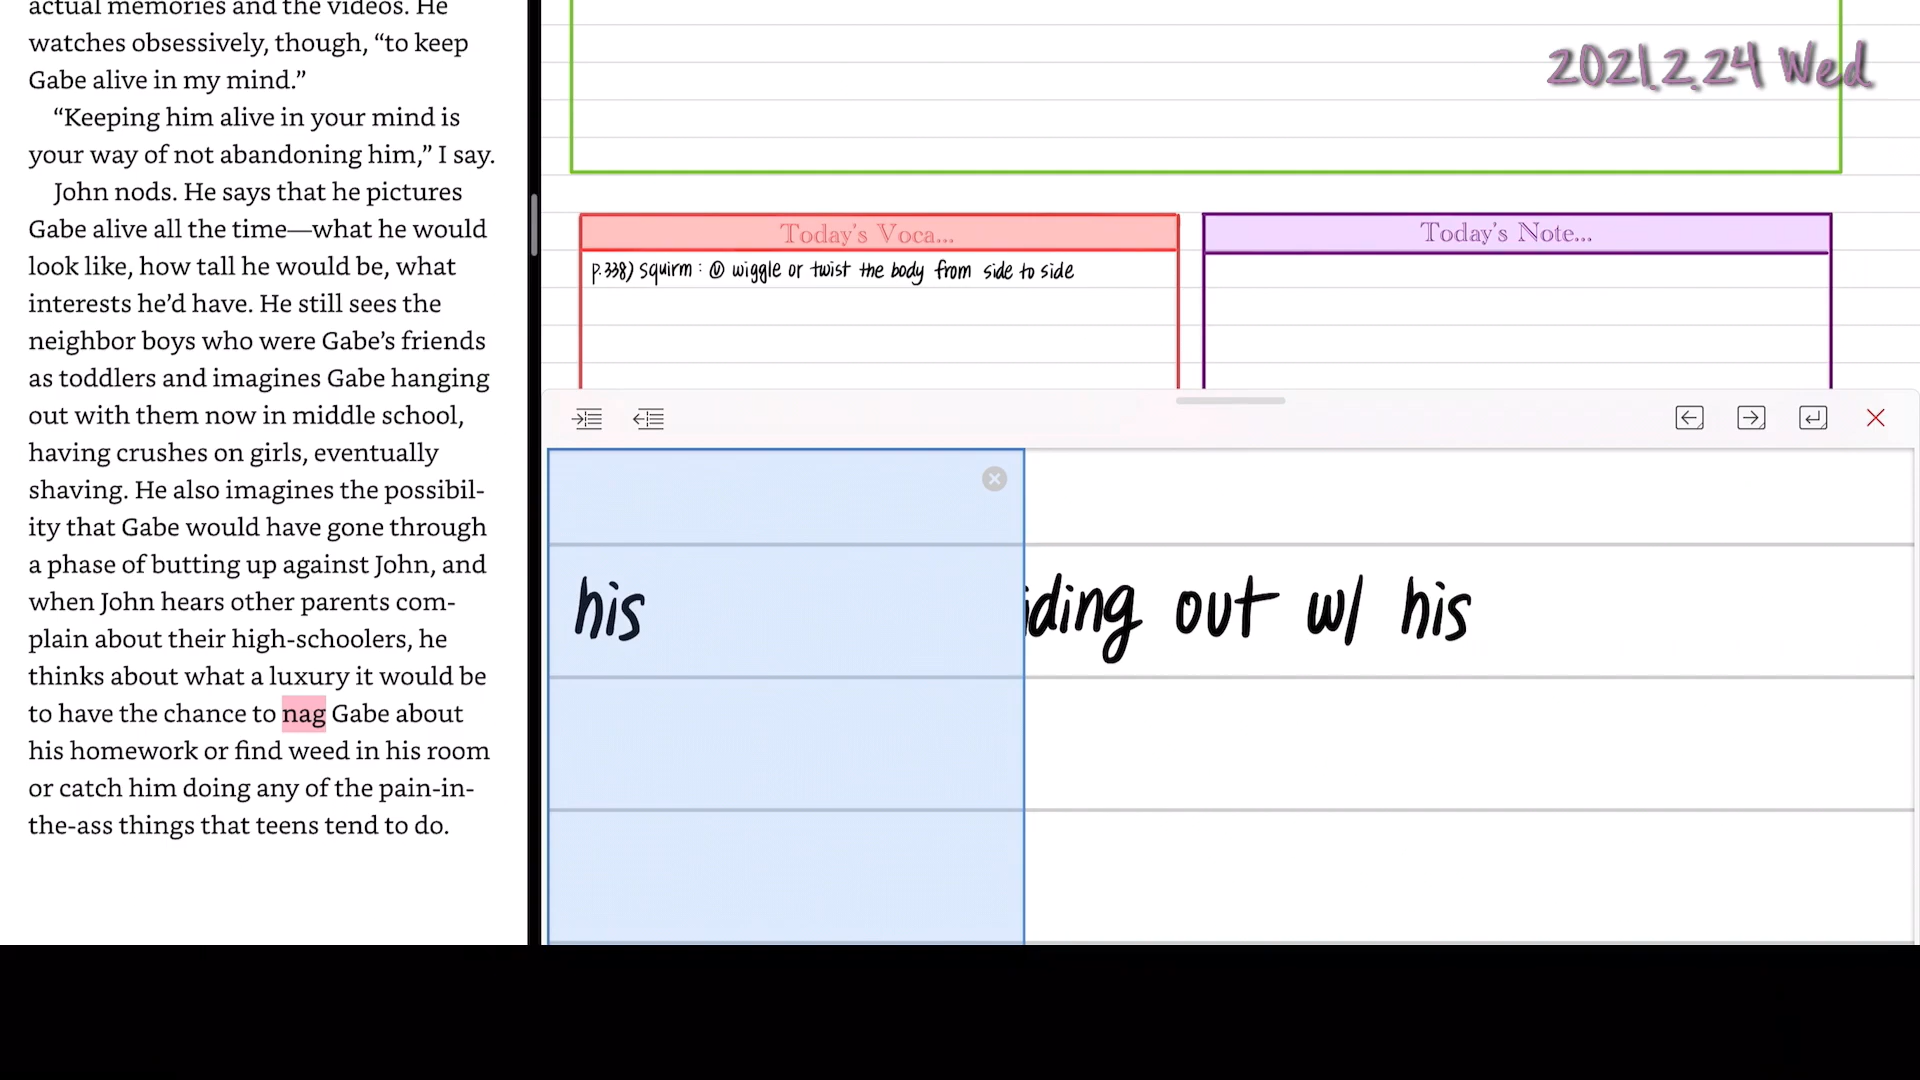 actual memories and the videos. He
watches obsessively, though, “to keep
Gabe alive in my mind.”
“Keeping him alive in your mind is
your way of not abandoning him,” I say.
John nods. He says that he pictures
Gabe alive all the time—what he would
look like, how tall he would be, what
interests he’d have. He still sees the
neighbor boys who were Gabe’s friends
as toddlers and imagines Gabe hanging
out with them now in middle school,
having crushes on girls, eventually
shaving. He also imagines the possibil-
ity that Gabe would have gone through
a phase of butting up against John, and
when John hears other parents com-
plain about their high-schoolers, he
thinks about what a luxury it would be
to have the chance to nag Gabe about
his homework or find weed in his room
or catch him doing any of the pain-in-
the-ass things that teens tend to do.
2021.2.24 Wed
Today's Voca...
p.338) squirm : ⓥ wiggle or twist the body from side to side
Today's Note...
his
out w/ his